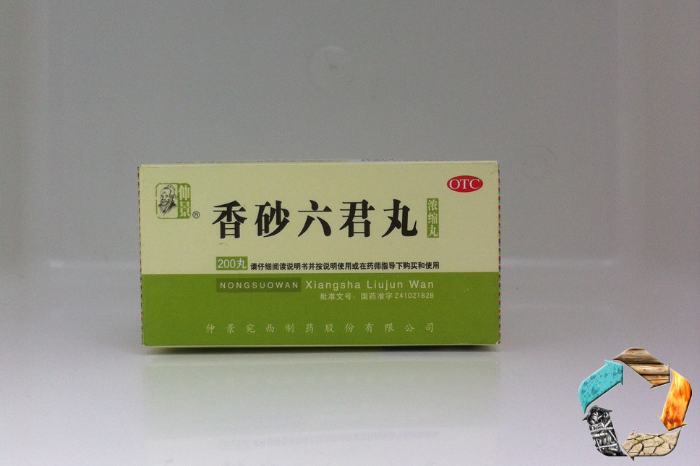 仲景®
OTC
香砂六君丸
浓缩丸
200丸 请仔细阅读说明书并按说明使用或在药师指导下购买和使用
NONGSUOWAN Xiangsha Liujun Wan
批准文号：国药准字Z41021828
仲景宛西制药股份有限公司